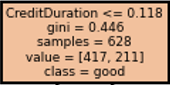 CreditDuration <= 0.118
gini = 0.446
samples = 628
value = [417, 211]
class = good